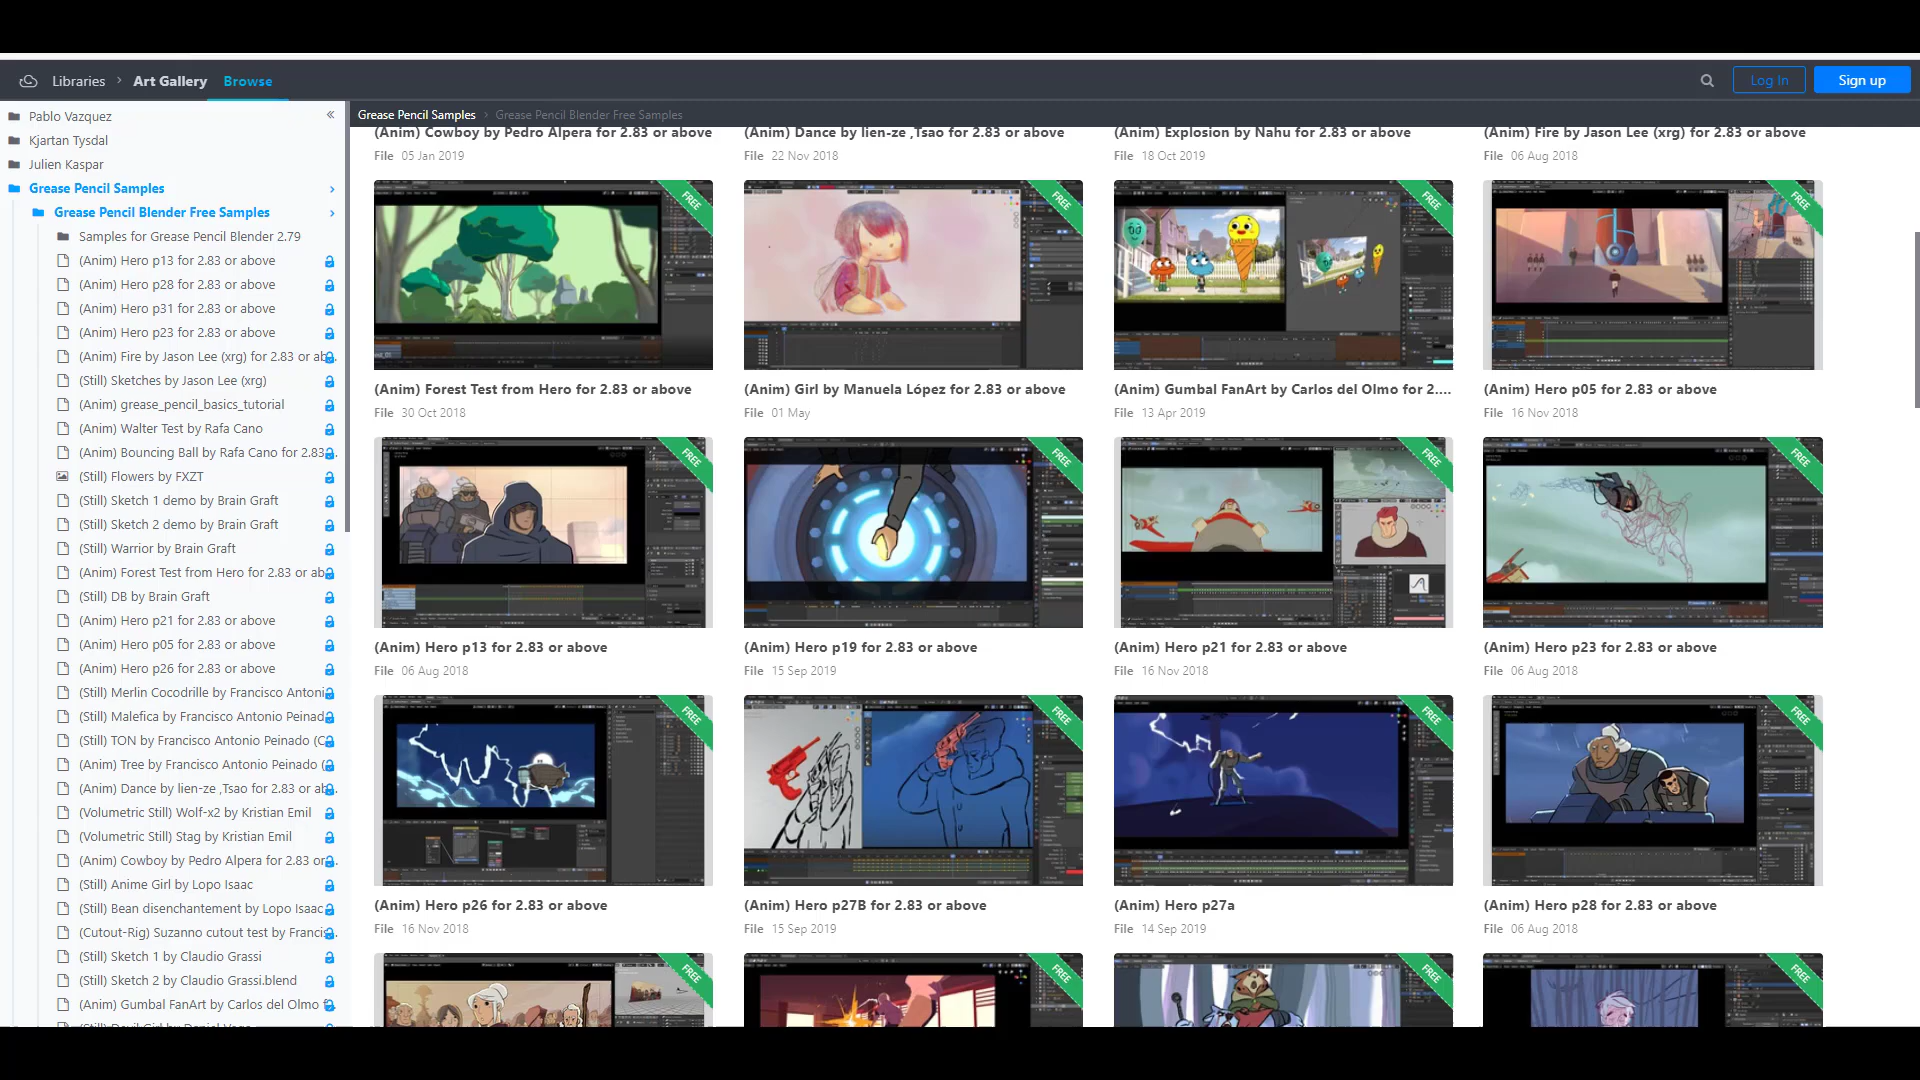 Libraries › Art Gallery Browse
Log In
Sign up
Pablo Vazquez
«
Kjartan Tysdal
Julien Kaspar
Grease Pencil Samples
Grease Pencil Blender Free Samples
Samples for Grease Pencil Blender 2.79
(Anim) Hero p13 for 2.83 or above
(Anim) Hero p28 for 2.83 or above
(Anim) Hero p31 for 2.83 or above
(Anim) Hero p23 for 2.83 or above
(Anim) Fire by Jason Lee (xrg) for 2.83 or ab...
(Still) Sketches by Jason Lee (xrg)
(Anim) grease_pencil_basics_tutorial
(Anim) Walter Test by Rafa Cano
(Anim) Bouncing Ball by Rafa Cano for 2.83...
(Still) Flowers by FXZT
(Still) Sketch 1 demo by Brain Graft
(Still) Sketch 2 demo by Brain Graft
(Still) Warrior by Brain Graft
(Anim) Forest Test from Hero for 2.83 or ab...
(Still) DB by Brain Graft
(Anim) Hero p21 for 2.83 or above
(Anim) Hero p05 for 2.83 or above
(Anim) Hero p26 for 2.83 or above
(Still) Merlin Cocodrille by Francisco Antoni
(Still) Malefica by Francisco Antonio Peinad
(Still) TON by Francisco Antonio Peinado (C
(Still) Tree by Francisco Antonio Peinado (
(Anim) Dance by lien-ze ,Tsao for 2.83 or ab...
(Volumetric Still) Wolf-x2 by Kristian Emil
(Volumetric Still) Stag by Kristian Emil
(Anim) Cowboy by Pedro Alpera for 2.83 or...
(Still) Anime Girl by Lopo Isaac
(Still) Bean disenchantement by Lopo Isaac
(Cutout-Rig) Suzanno cutout test by Francis...
(Still) Sketch 1 by Claudio Grassi
(Still) Sketch 2 by Claudio Grassi.blend
(Anim) Gumbal FanArt by Carlos del Olmo f
Grease Pencil Samples › Grease Pencil Blender Free Samples
(Anim) Cowboy by Pedro Alpera for 2.83 or above
File 05 Jan 2019
(Anim) Dance by lien-ze ,Tsao for 2.83 or above
File 22 Nov 2018
(Anim) Explosion by Nahu for 2.83 or above
File 18 Oct 2019
(Anim) Fire by Jason Lee (xrg) for 2.83 or above
File 06 Aug 2018
FREE
FREE
FREE
FREE
(Anim) Forest Test from Hero for 2.83 or above
File 30 Oct 2018
(Anim) Girl by Manuela López for 2.83 or above
File 01 May
(Anim) Gumbal FanArt by Carlos del Olmo for 2....
File 13 Apr 2019
(Anim) Hero p05 for 2.83 or above
File 16 Nov 2018
FREE
FREE
FREE
FREE
(Anim) Hero p13 for 2.83 or above
File 06 Aug 2018
(Anim) Hero p19 for 2.83 or above
File 15 Sep 2019
(Anim) Hero p21 for 2.83 or above
File 16 Nov 2018
(Anim) Hero p23 for 2.83 or above
File 06 Aug 2018
FREE
FREE
FREE
FREE
(Anim) Hero p26 for 2.83 or above
File 16 Nov 2018
(Anim) Hero p27B for 2.83 or above
File 15 Sep 2019
(Anim) Hero p27a
File 14 Sep 2019
(Anim) Hero p28 for 2.83 or above
File 06 Aug 2018
FREE
FREE
FREE
FREE